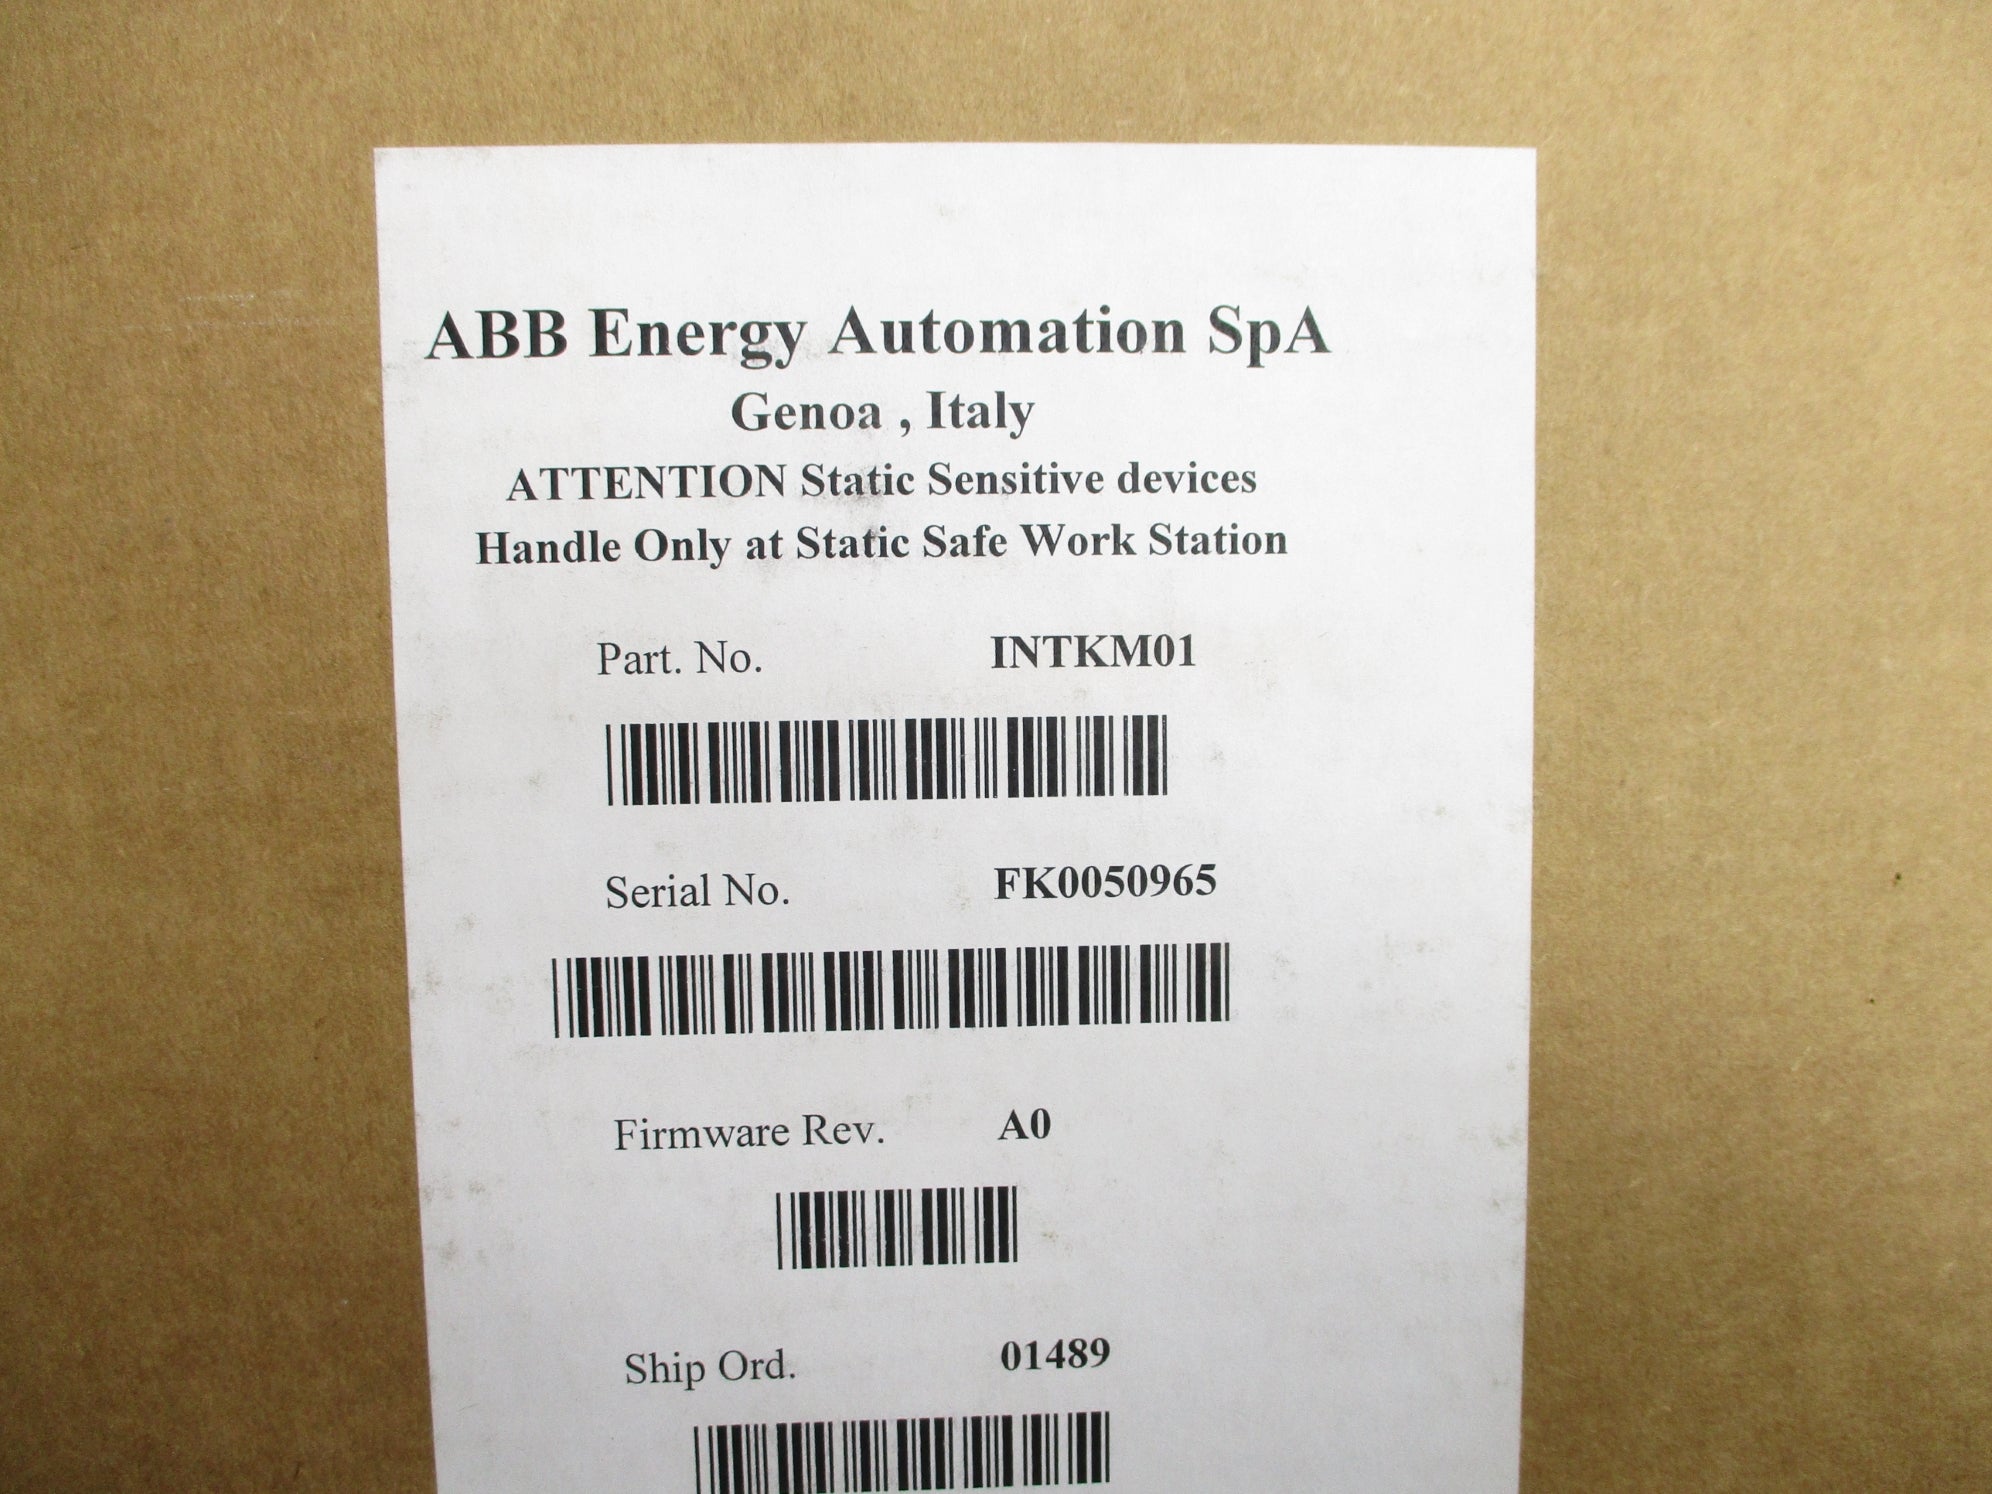 ABB Energy Automation SpA
Genoa , Italy
ATTENTION Static Sensitive devices
Handle Only at Static Safe Work Station
Part. No. INTKM01
Serial No. FK0050965
Firmware Rev. A0
Ship Ord. 01489